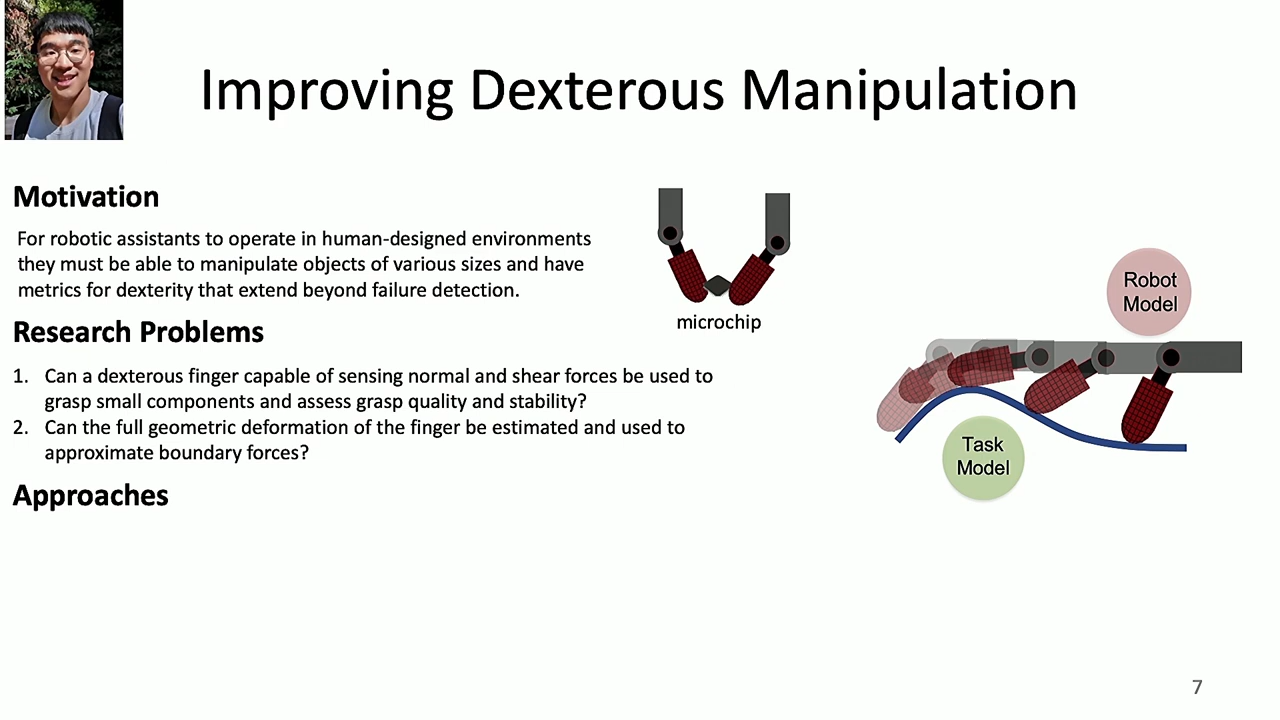 Improving Dexterous Manipulation
Motivation
For robotic assistants to operate in human-designed environments
they must be able to manipulate objects of various sizes and have
metrics for dexterity that extend beyond failure detection.
microchip
Research Problems
1. Can a dexterous finger capable of sensing normal and shear forces be used to
grasp small components and assess grasp quality and stability?
2. Can the full geometric deformation of the finger be estimated and used to
approximate boundary forces?
Approaches
Robot
Model
Task
Model
7